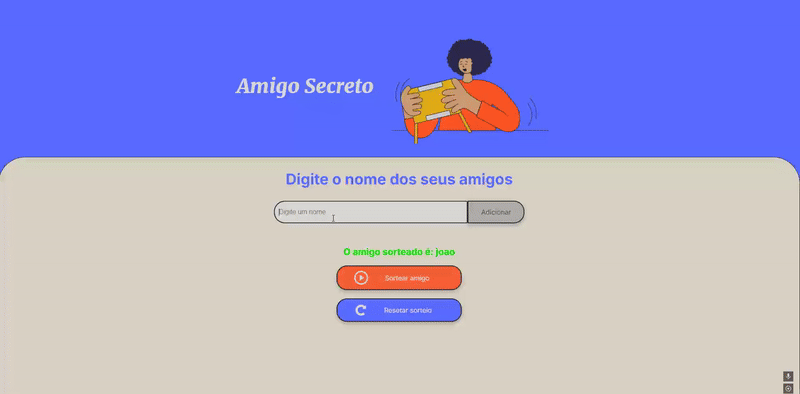 Amigo Secreto
Digite o nome dos seus amigos
Digite um nome
Adicionar
O amigo sorteado é: joao
Sortear amigo
Resetar sorteio